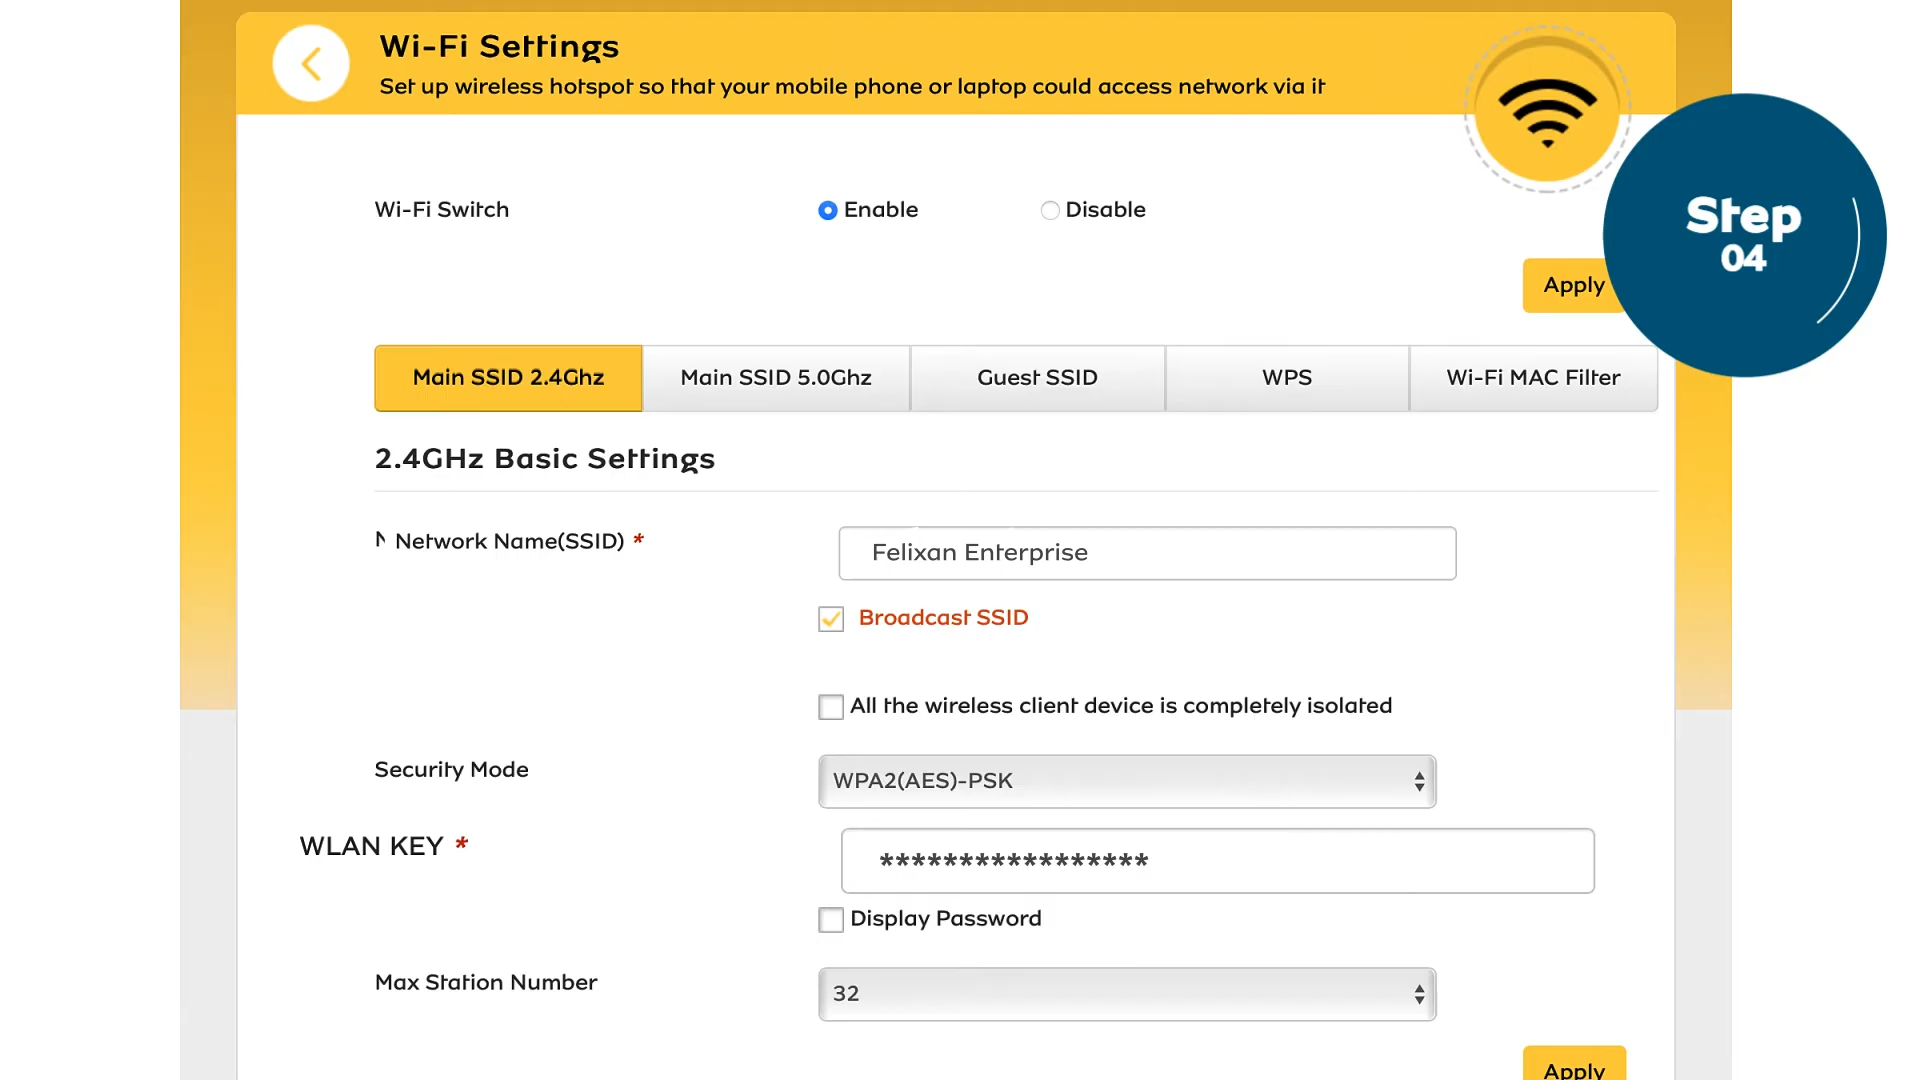 Wi-Fi Settings
Set up wireless hotspot so that your mobile phone or laptop could access network via it
Step
04
Wi-Fi Switch
Enable
Disable
Apply
Main SSID 2.4Ghz
Main SSID 5.0Ghz
Guest SSID
WPS
Wi-Fi MAC Filter
2.4GHz Basic Settings
N Network Name(SSID) *
Felixan Enterprise
Broadcast SSID
All the wireless client device is completely isolated
Security Mode
WPA2(AES)-PSK
WLAN KEY *
*****************
Display Password
Max Station Number
32
Apply